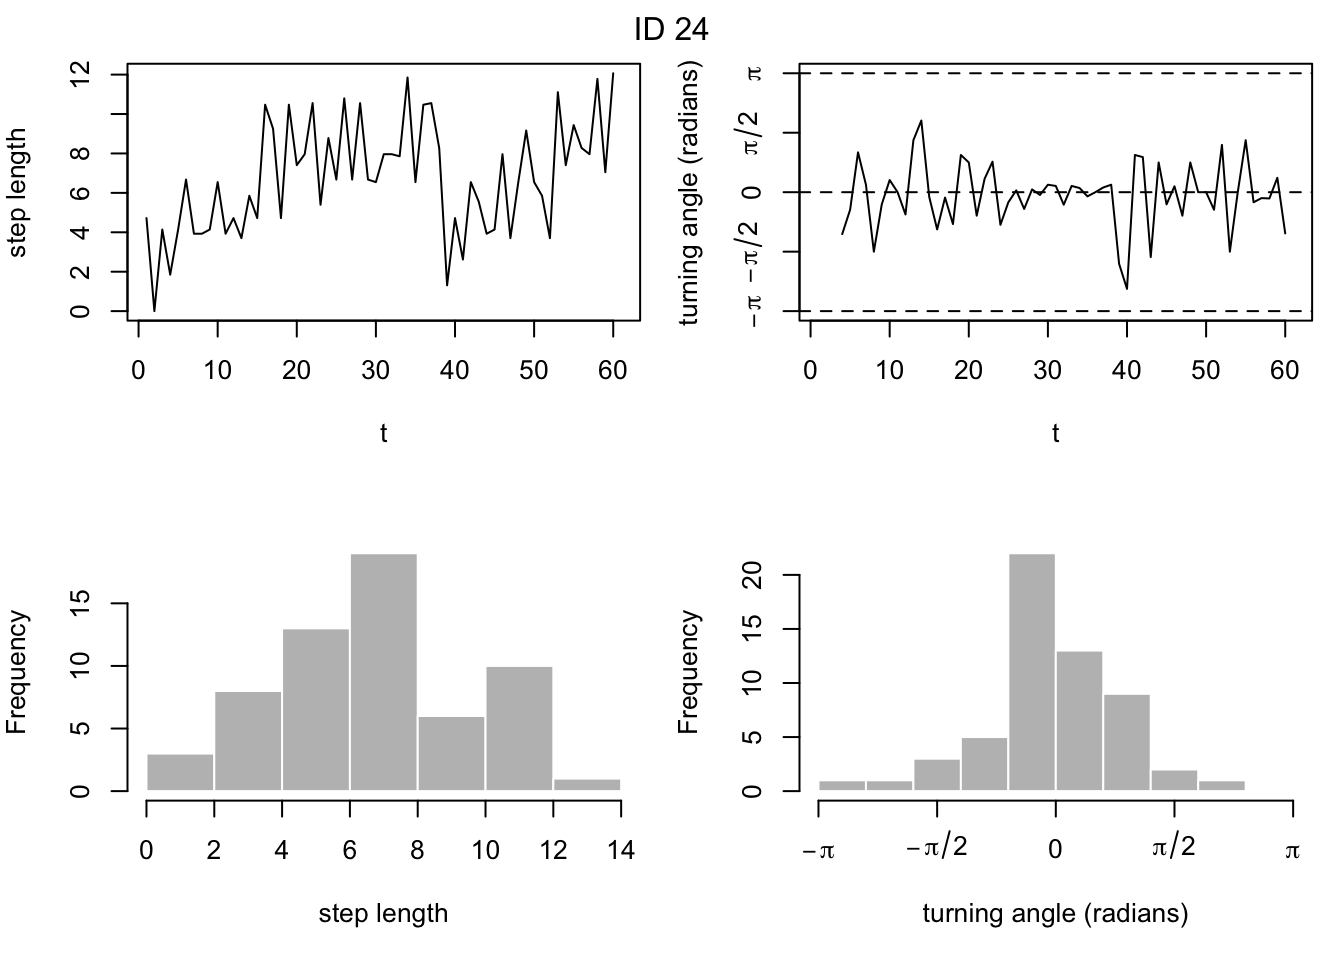 ID 24
step length
0 2 4 6 8 12
0 10 20 30 40 50 60
t
turning angle (radians)
−π −π/2 0 π/2 π
0 10 20 30 40 50 60
t
Frequency
0 5 10 15
0 2 4 6 8 10 12 14
step length
Frequency
0 5 10 15 20
−π −π/2 0 π/2 π
turning angle (radians)